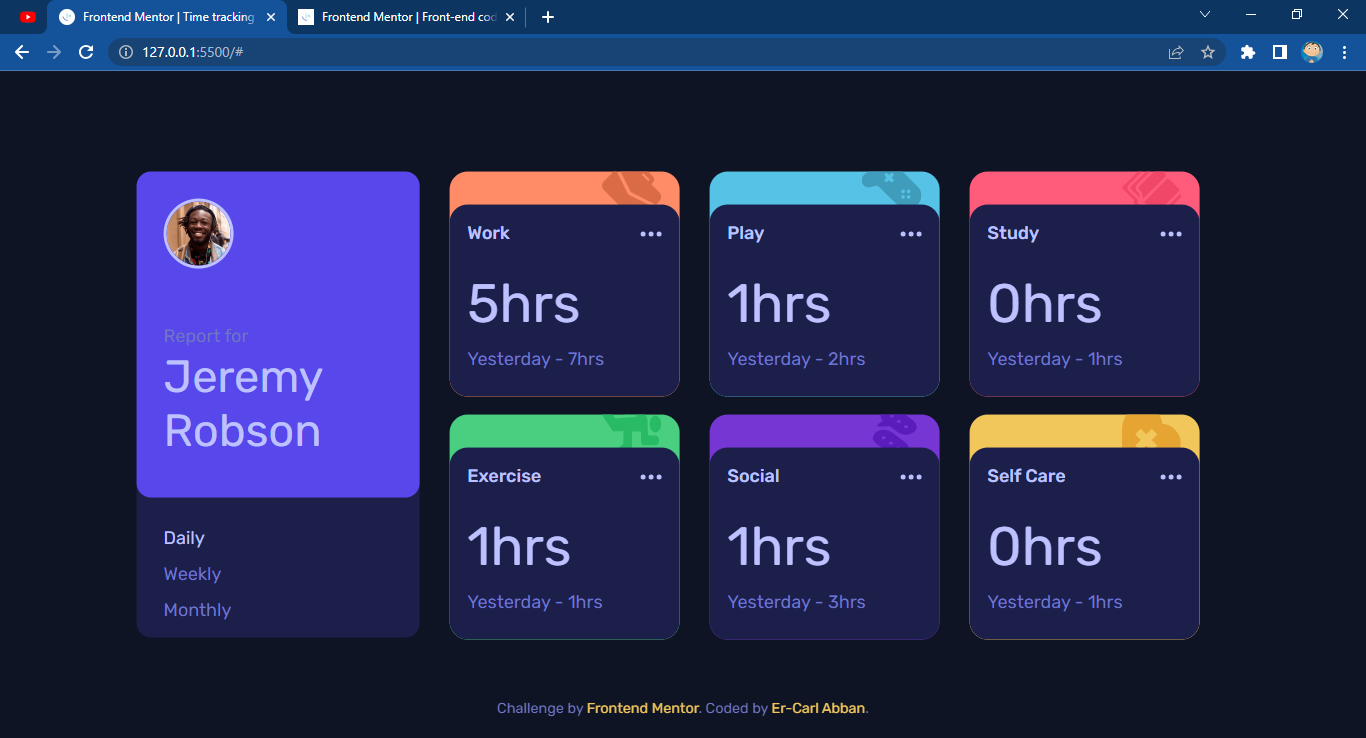 Frontend Mentor | Time tracking
Frontend Mentor | Front-end cod
127.0.0.1:5500/#
Report for
Jeremy
Robson
Daily
Weekly
Monthly
Work
5hrs
Yesterday - 7hrs
Play
1hrs
Yesterday - 2hrs
Study
0hrs
Yesterday - 1hrs
Exercise
1hrs
Yesterday - 1hrs
Social
1hrs
Yesterday - 3hrs
Self Care
0hrs
Yesterday - 1hrs
Challenge by Frontend Mentor. Coded by Er-Carl Abban.